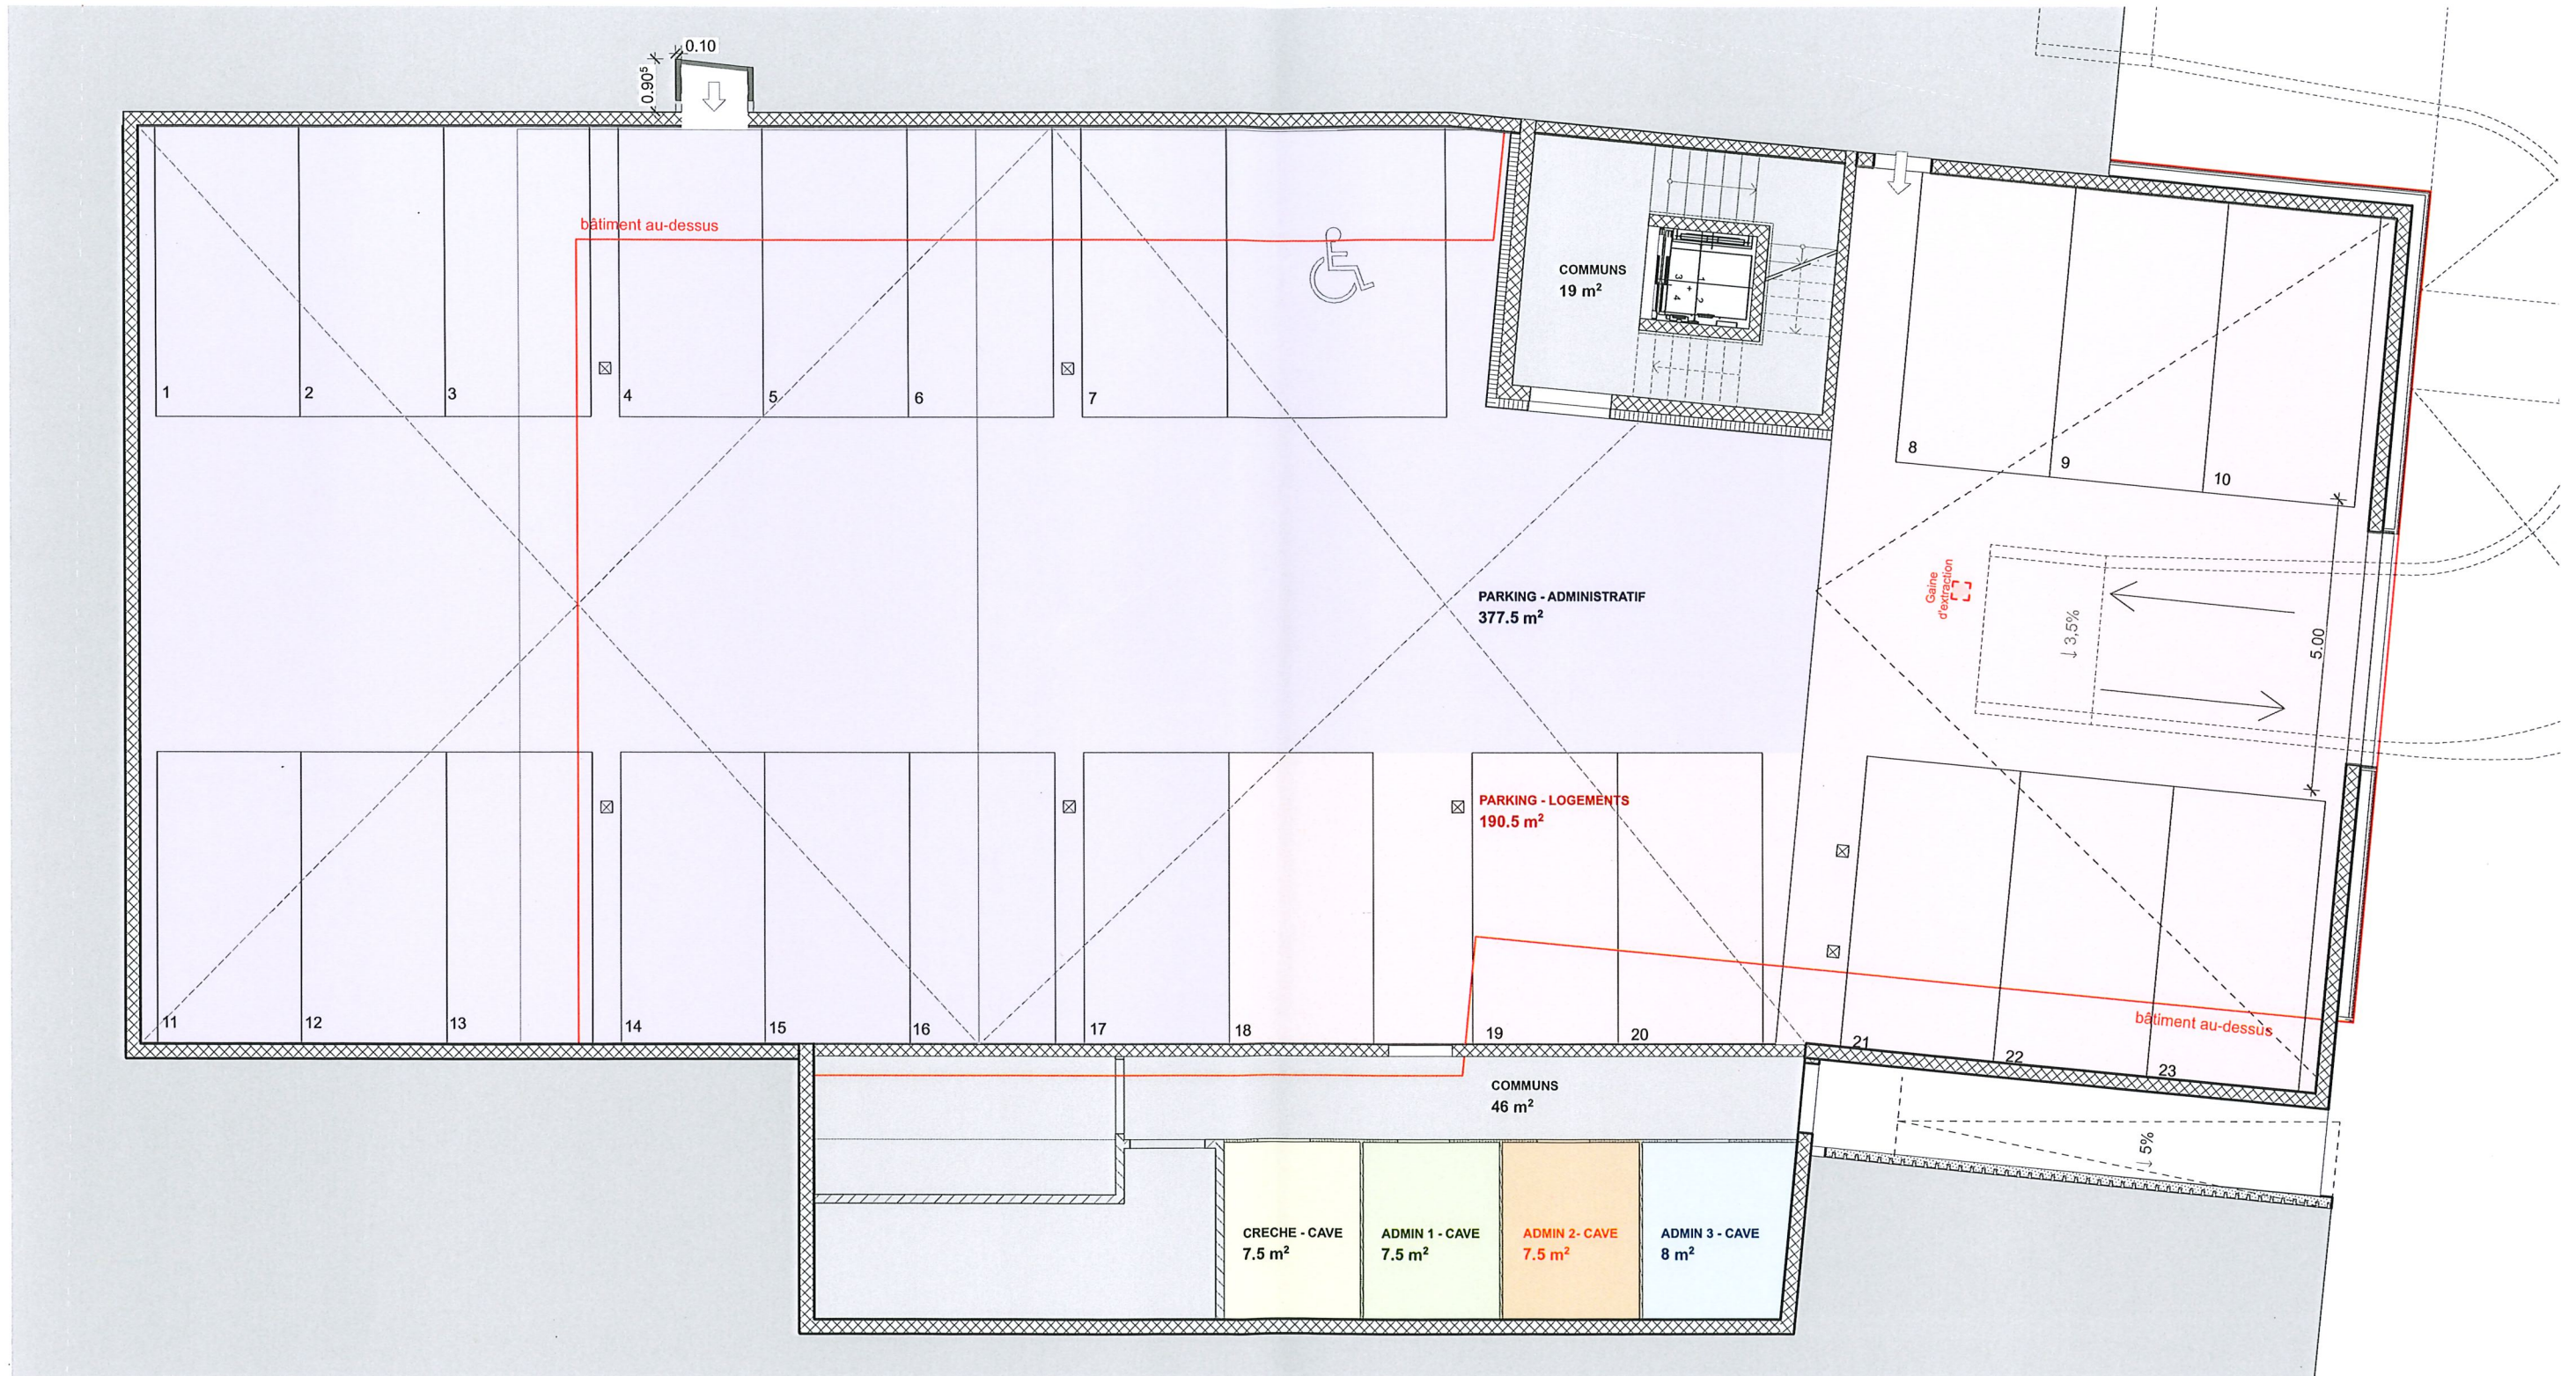 0.10
0.90⁵
bâtiment au-dessus
1
2
3
4
5
6
7
COMMUNS
19 m²
1
2
3
4
8
9
10
PARKING - ADMINISTRATIF
377.5 m²
Gaine
d'extraction
↓ 3,5%
5.00
PARKING - LOGEMENTS
190.5 m²
11
12
13
14
15
16
17
18
19
20
21
22
23
bâtiment au-dessus
COMMUNS
46 m²
↓ 5%
CRECHE - CAVE
7.5 m²
ADMIN 1 - CAVE
7.5 m²
ADMIN 2- CAVE
7.5 m²
ADMIN 3 - CAVE
8 m²